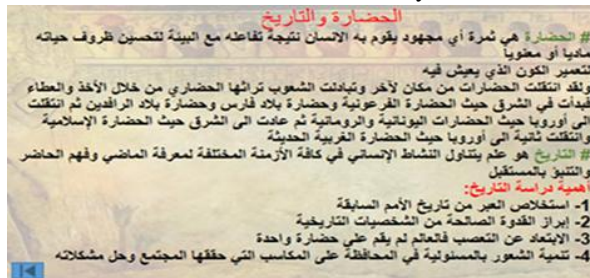 الحضارة والتاريخ
# الحضارة هي ثمرة أي مجهود يقوم به الانسان نتيجة تفاعله مع البيئة لتحسين ظروف حياته
ماديا أو معنويا
لتعمير الكون الذي يعيش فيه
ولقد انتقلت الحضارات من مكان لآخر وتبادلت الشعوب تراثها الحضاري من خلال الأخذ والعطاء
فبدأت في الشرق حيث الحضارة الفرعونية وحضارة بلاد فارس وحضارة بلاد الرافدين ثم انتقلت
الى أوروبا حيث الحضارات اليونانية والرومانية ثم عادت الى الشرق حيث الحضارة الإسلامية
وانتقلت ثانية الى أوروبا حيث الحضارة الغربية الحديثة
# التاريخ هو علم يتناول النشاط الإنساني في كافة الأزمنة المختلفة لمعرفة الماضي وفهم الحاضر
والتنبؤ بالمستقبل
أهمية دراسة التاريخ:
1- استخلاص العبر من تاريخ الأمم السابقة
2- إبراز القدوة الصالحة من الشخصيات التاريخية
3- الابتعاد عن التعصب فالعالم لم يقم على حضارة واحدة
4- تنمية الشعور بالمسئولية في المحافظة على المكاسب التي حققها المجتمع وحل مشكلاته